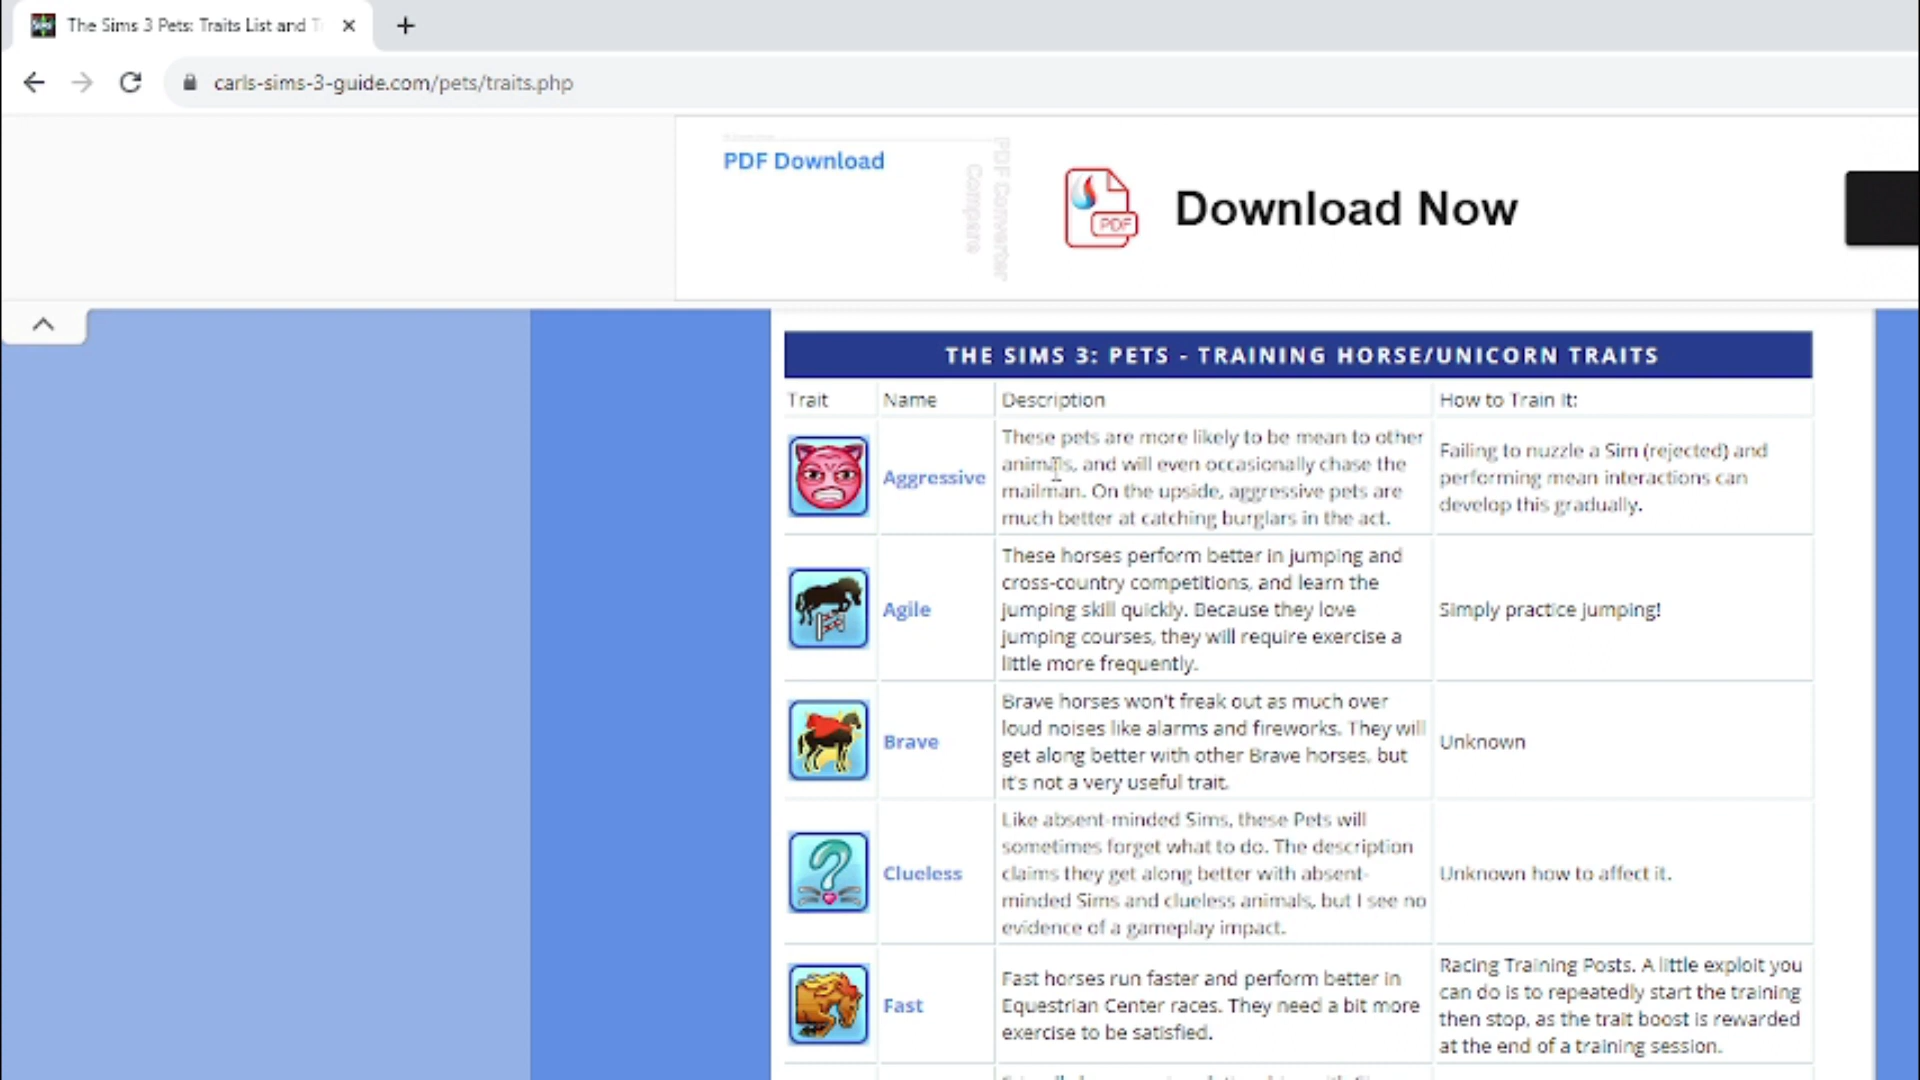 The Sims 3 Pets: Traits List and T
carls-sims-3-guide.com/pets/traits.php
PDF Download
PDF Converter
Compare
PDF
Download Now
THE SIMS 3: PETS - TRAINING HORSE/UNICORN TRAITS
Trait Name Description How to Train It:
Aggressive
These pets are more likely to be mean to other
animals, and will even occasionally chase the
mailman. On the upside, aggressive pets are
much better at catching burglars in the act.
Failing to nuzzle a Sim (rejected) and
performing mean interactions can
develop this gradually.
Agile
These horses perform better in jumping and
cross-country competitions, and learn the
jumping skill quickly. Because they love
jumping courses, they will require exercise a
little more frequently.
Simply practice jumping!
Brave
Brave horses won't freak out as much over
loud noises like alarms and fireworks. They will
get along better with other Brave horses, but
it's not a very useful trait.
Unknown
Clueless
Like absent-minded Sims, these Pets will
sometimes forget what to do. The description
claims they get along better with absent-
minded Sims and clueless animals, but I see no
evidence of a gameplay impact.
Unknown how to affect it.
Fast
Fast horses run faster and perform better in
Equestrian Center races. They need a bit more
exercise to be satisfied.
Racing Training Posts. A little exploit you
can do is to repeatedly start the training
then stop, as the trait boost is rewarded
at the end of a training session.